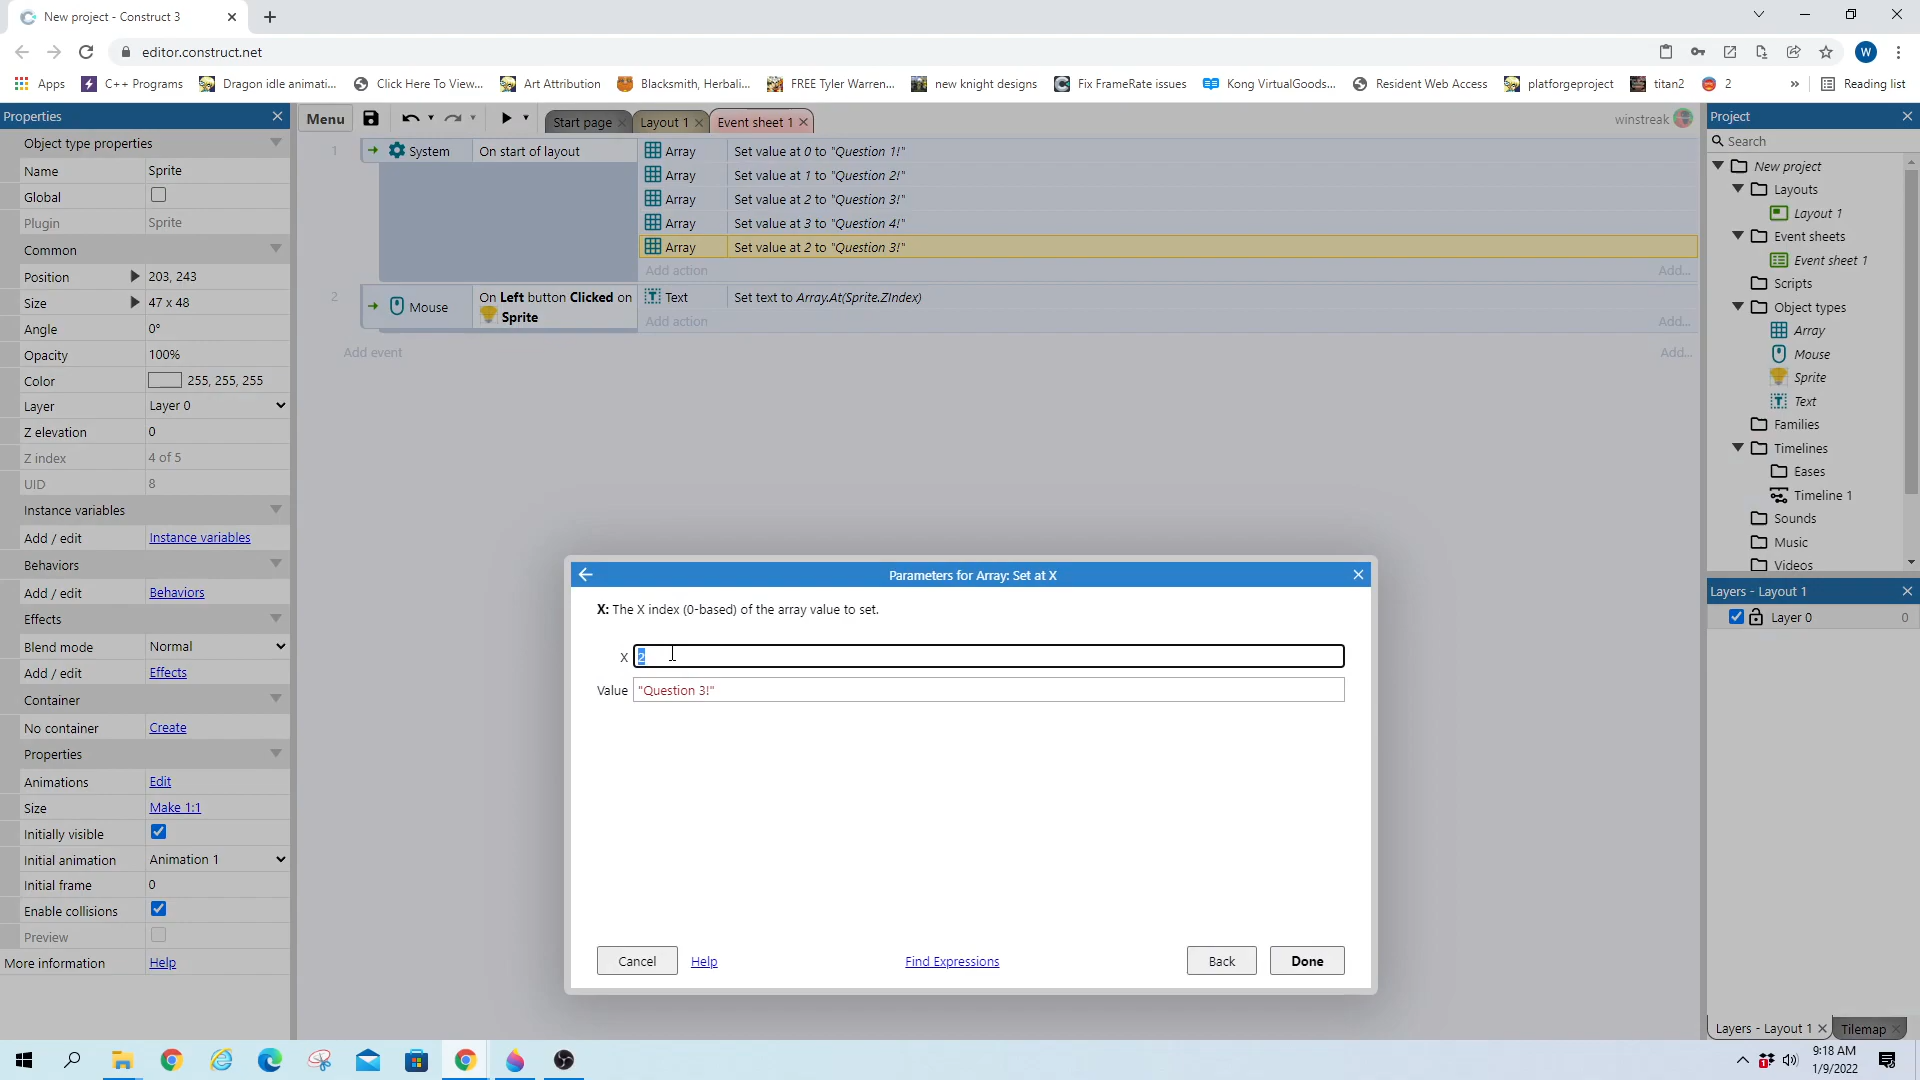 New project - Construct 3
editor.construct.net
W
Apps
C++ Programs
Dragon idle animati...
Click Here To View...
Art Attribution
Blacksmith, Herbali...
FREE Tyler Warren...
new knight designs
Fix FrameRate issues
Kong VirtualGoods...
Resident Web Access
platforgeproject
titan2
2
»
Reading list
Properties
Object type properties
Name Sprite
Global
Plugin Sprite
Common
Position 203, 243
Size 47 x 48
Angle 0°
Opacity 100%
Color 255, 255, 255
Layer Layer 0
Z elevation 0
Z index 4 of 5
UID 8
Instance variables
Add / edit Instance variables
Behaviors
Add / edit Behaviors
Effects
Blend mode Normal
Add / edit Effects
Container
No container Create
Properties
Animations Edit
Size Make 1:1
Initially visible
Initial animation Animation 1
Initial frame 0
Enable collisions
Preview
More information Help
Menu
Start page
Layout 1
Event sheet 1
winstreak
1 System On start of layout
Array Set value at 0 to "Question 1!"
Array Set value at 1 to "Question 2!"
Array Set value at 2 to "Question 3!"
Array Set value at 3 to "Question 4!"
Array Set value at 2 to "Question 3!"
Add action Add...
2 Mouse On Left button Clicked on Sprite
Text Set text to Array.At(Sprite.ZIndex)
Add action Add...
Add event Add...
Parameters for Array: Set at X
X: The X index (0-based) of the array value to set.
X 2
Value "Question 3!"
Cancel
Help
Find Expressions
Back
Done
Project
Search
New project
Layouts
Layout 1
Event sheets
Event sheet 1
Scripts
Object types
Array
Mouse
Sprite
Text
Families
Timelines
Eases
Timeline 1
Sounds
Music
Videos
Layers - Layout 1
Layer 0 0
Layers - Layout 1
Tilemap
9:18 AM
1/9/2022